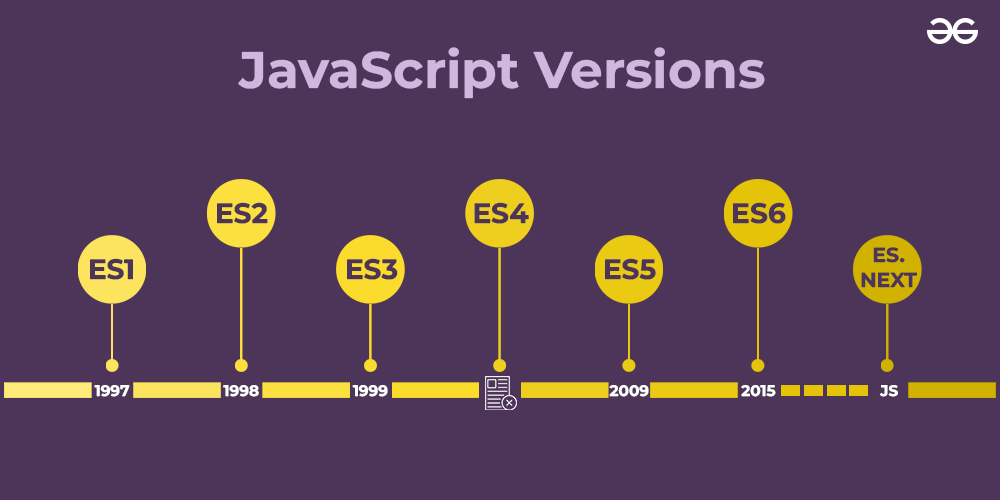 JavaScript Versions
ES1
ES2
ES3
ES4
ES5
ES6
ES.
NEXT
1997
1998
1999
2009
2015
JS